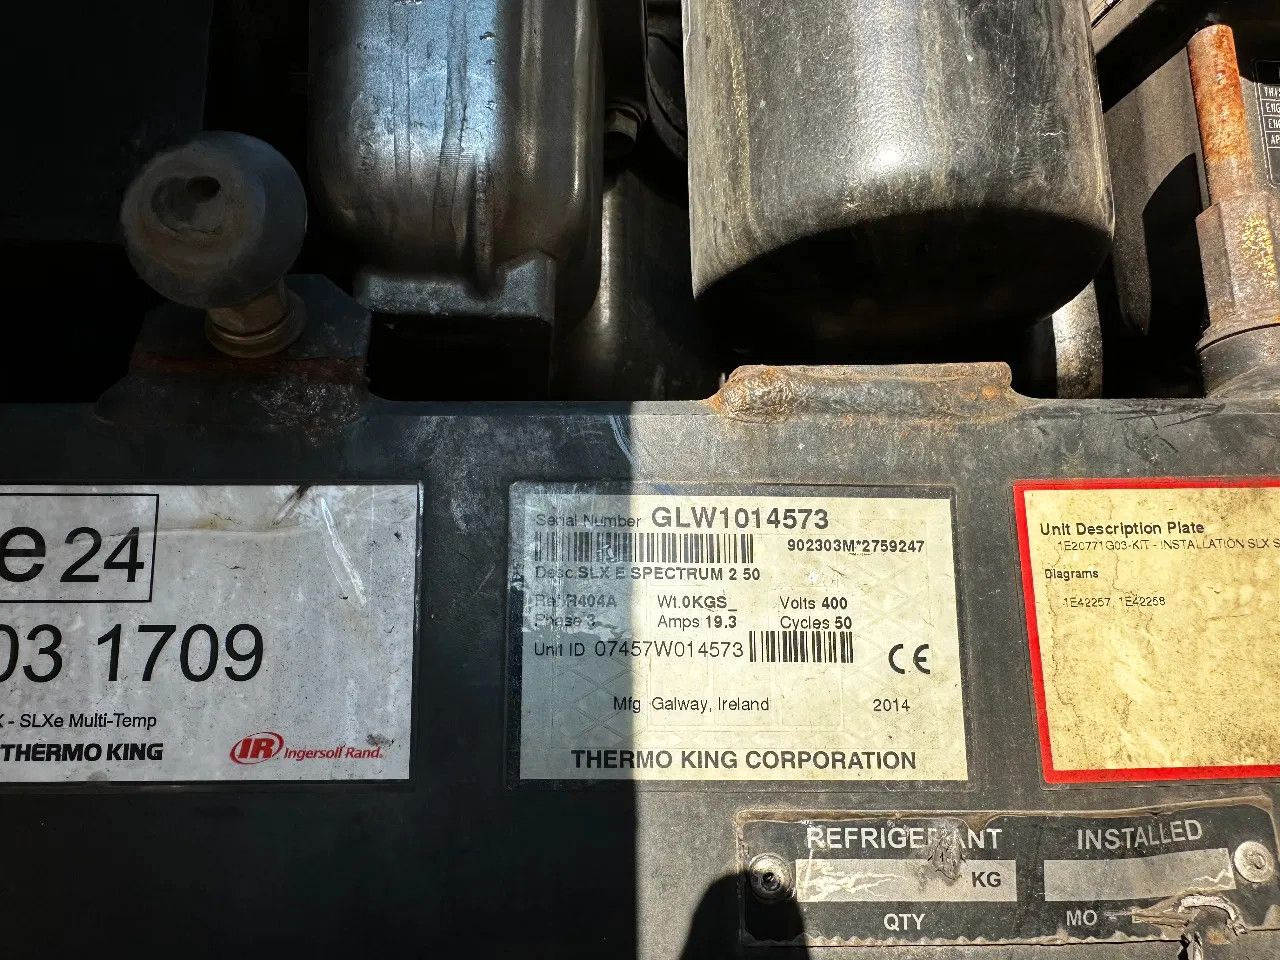 e24
03 1709
- SLXe Multi-Temp
THERMO KING
IR Ingersoll Rand.
Serial Number GLW1014573
902303M*2759247
Desc.SLX E SPECTRUM 2 50
Ref.R404A Wt.0KGS_ Volts 400
Phase 3 Amps 19.3 Cycles 50
Unit ID 07457W014573
CE
Mfg Galway, Ireland 2014
THERMO KING CORPORATION
Unit Description Plate
1E20771G03-KIT - INSTALLATION SLX S
Diagrams
1E42257, 1E42258
REFRIGERANT INSTALLED
KG
QTY MO -